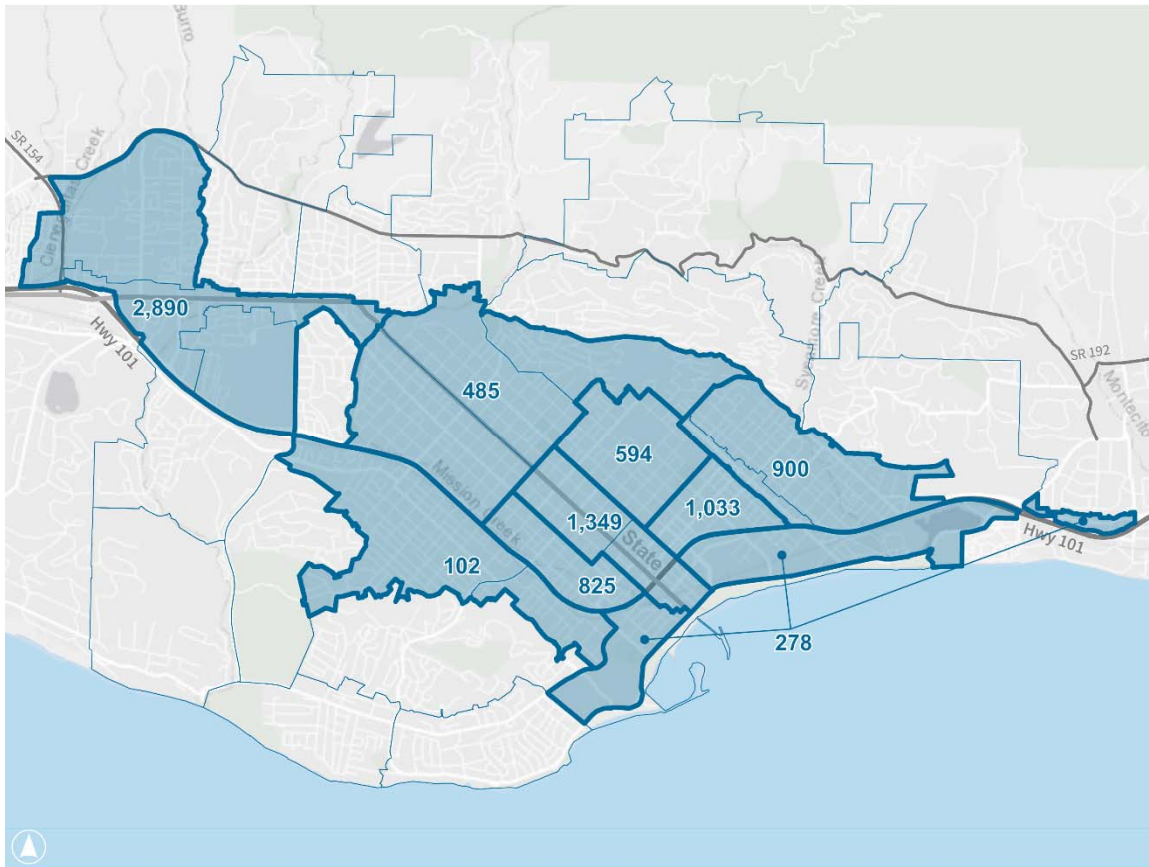 Burro
SR 154
Cieneguitas Creek
2,890
Hwy 101
485
Sycamore Creek
SR 192
Montecito
594
900
1,033
1,349
State
Mission Creek
Hwy 101
102
825
278